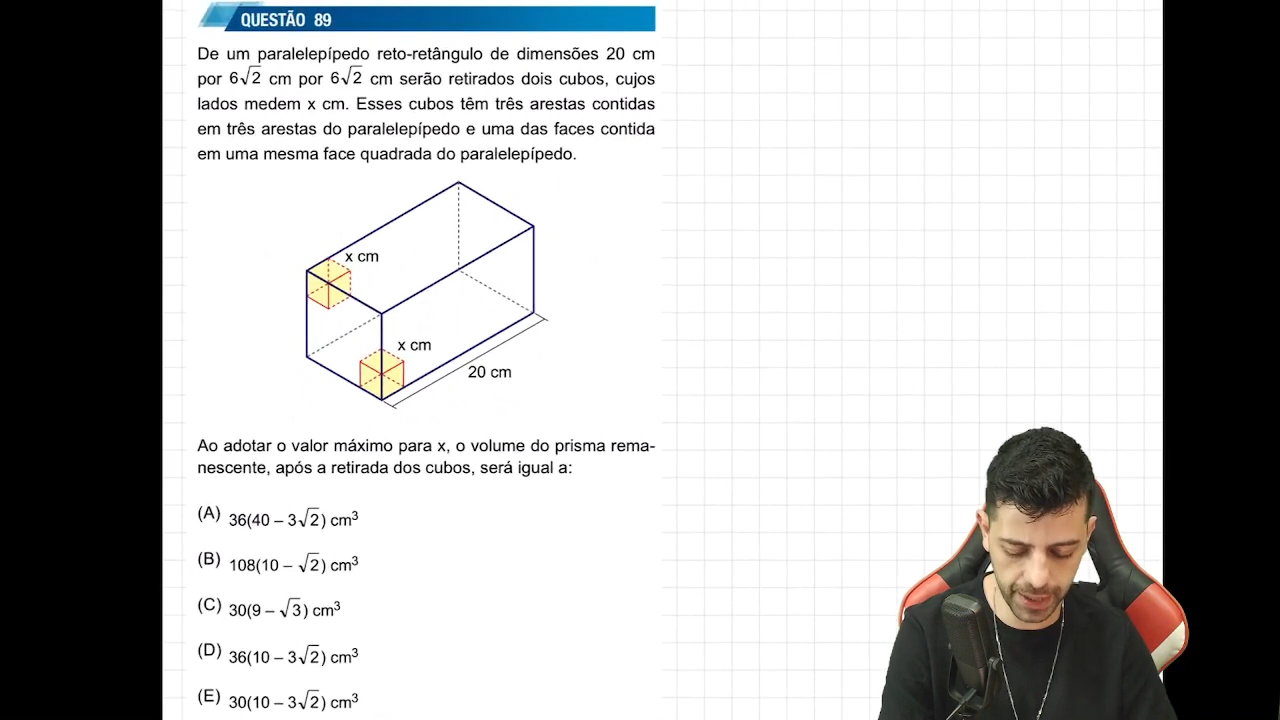 QUESTÃO 89
De um paralelepípedo reto-retângulo de dimensões 20 cm
por 6√2 cm por 6√2 cm serão retirados dois cubos, cujos
lados medem x cm. Esses cubos têm três arestas contidas
em três arestas do paralelepípedo e uma das faces contida
em uma mesma face quadrada do paralelepípedo.
x cm
x cm
20 cm
Ao adotar o valor máximo para x, o volume do prisma rema-
nescente, após a retirada dos cubos, será igual a:
(A) 36(40 – 3√2) cm³
(B) 108(10 – √2) cm³
(C) 30(9 – √3) cm³
(D) 36(10 – 3√2) cm³
(E) 30(10 – 3√2) cm³